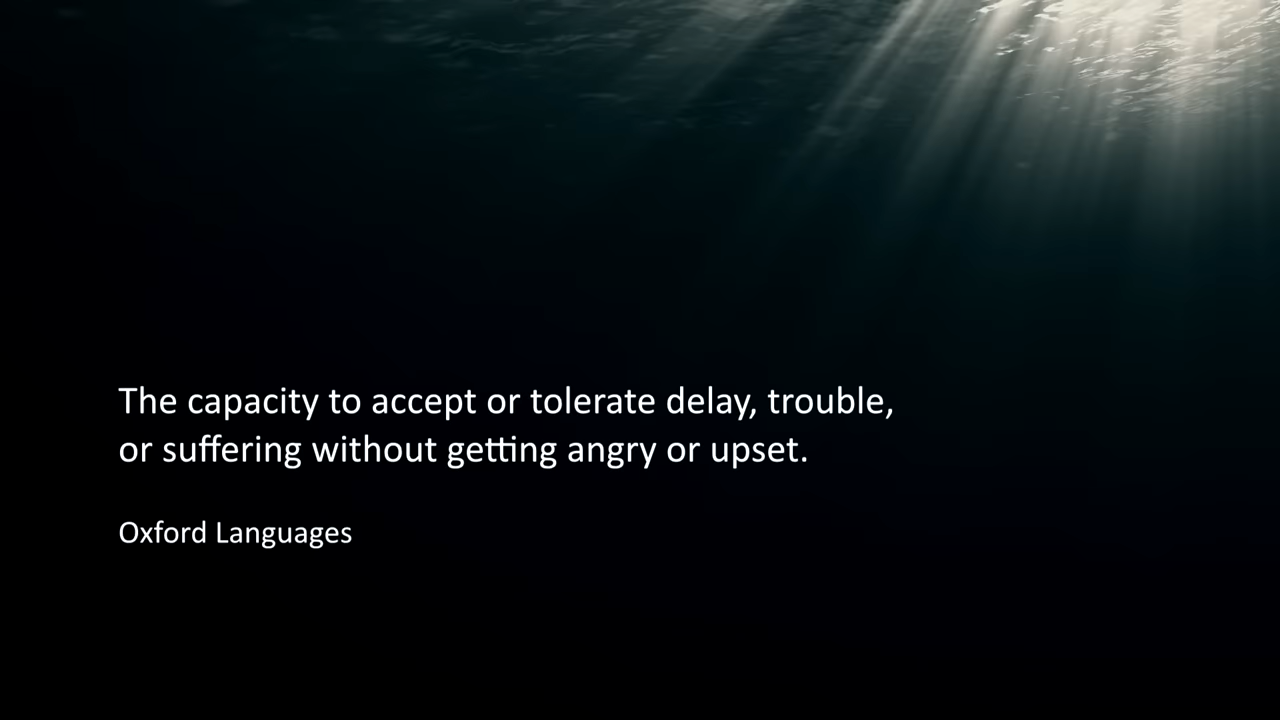 The capacity to accept or tolerate delay, trouble,
or suffering without getting angry or upset.
Oxford Languages